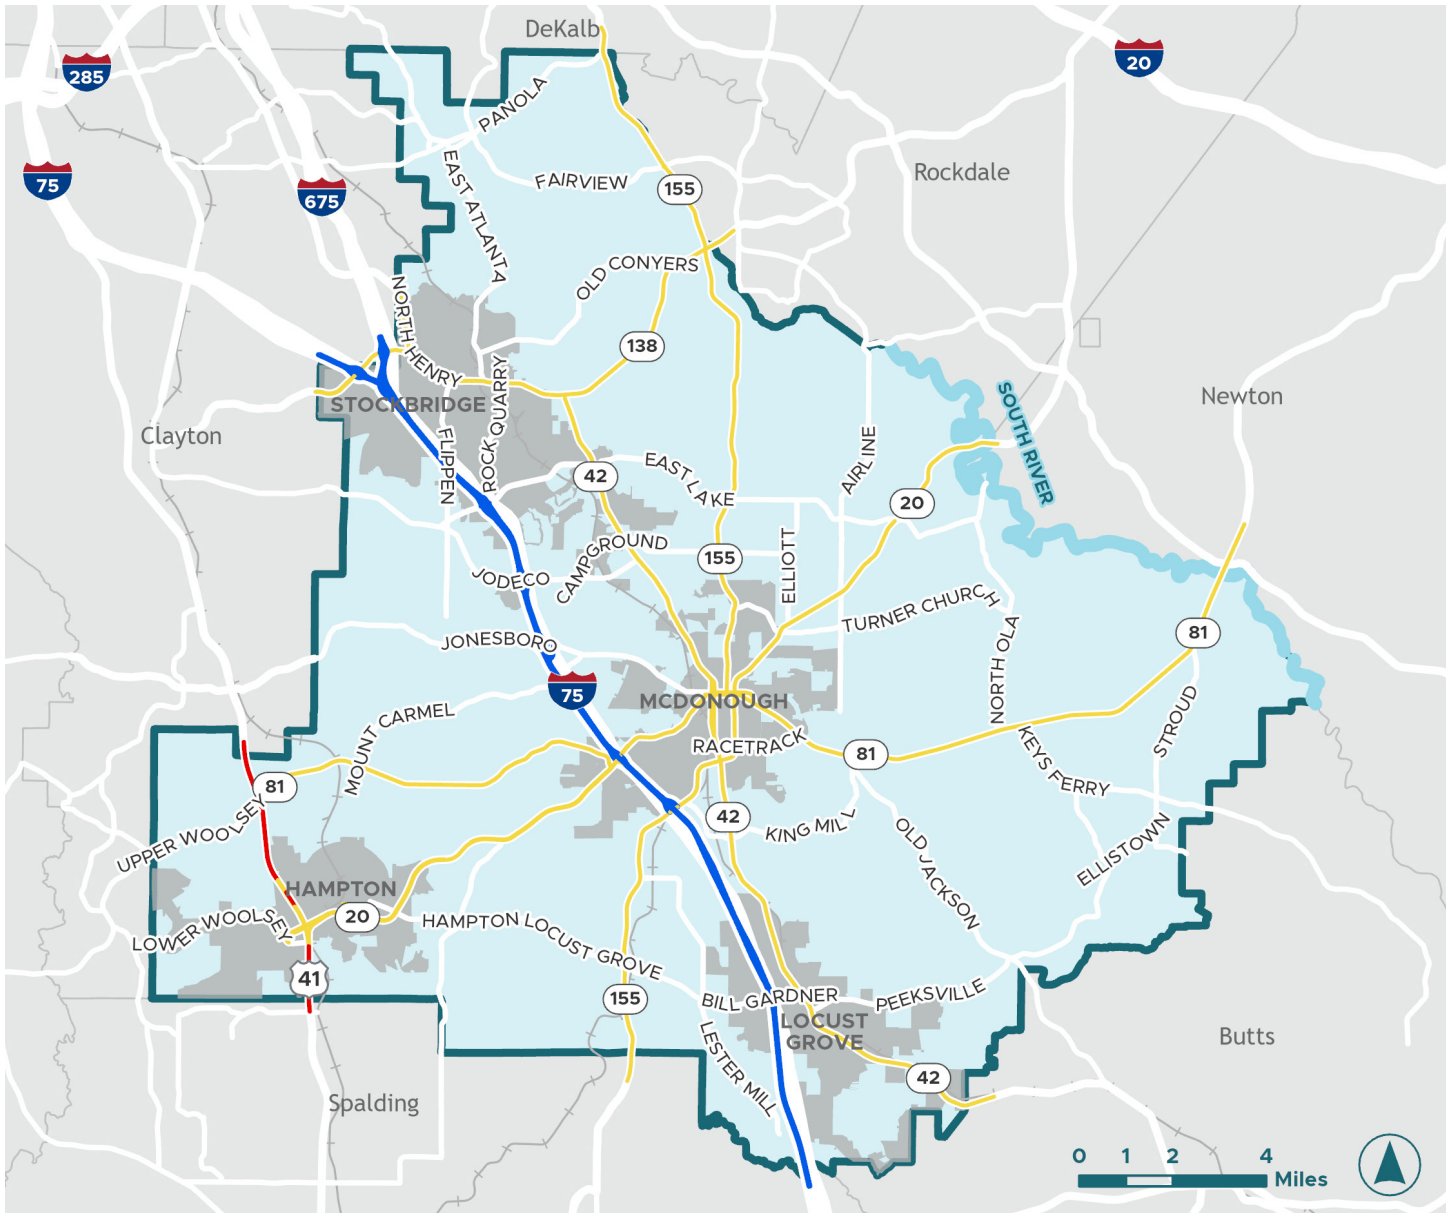 DeKalb
285
20
PANOLA
75
675
EAST ATLANTA
FAIRVIEW
155
Rockdale
OLD CONYERS
NORTH HENRY
138
STOCKBRIDGE
ROCK QUARRY
SOUTH RIVER
Newton
Clayton
FLIPPEN
42
EAST LAKE
AIRLINE
20
CAMPGROUND
155
ELLIOTT
JODECO
TURNER CHURCH
81
JONESBORO
NORTH OLA
75
MCDONOUGH
MOUNT CARMEL
RACETRACK
81
STROUD
KEYS FERRY
81
UPPER WOOLSEY
42
KING MILL
OLD JACKSON
ELLISTOWN
HAMPTON
20
LOWER WOOLSEY
HAMPTON LOCUST GROVE
41
155
BILL GARDNER
PEEKSVILLE
LOCUST
GROVE
LESTER MILL
Butts
42
Spalding
0 1 2 4
Miles